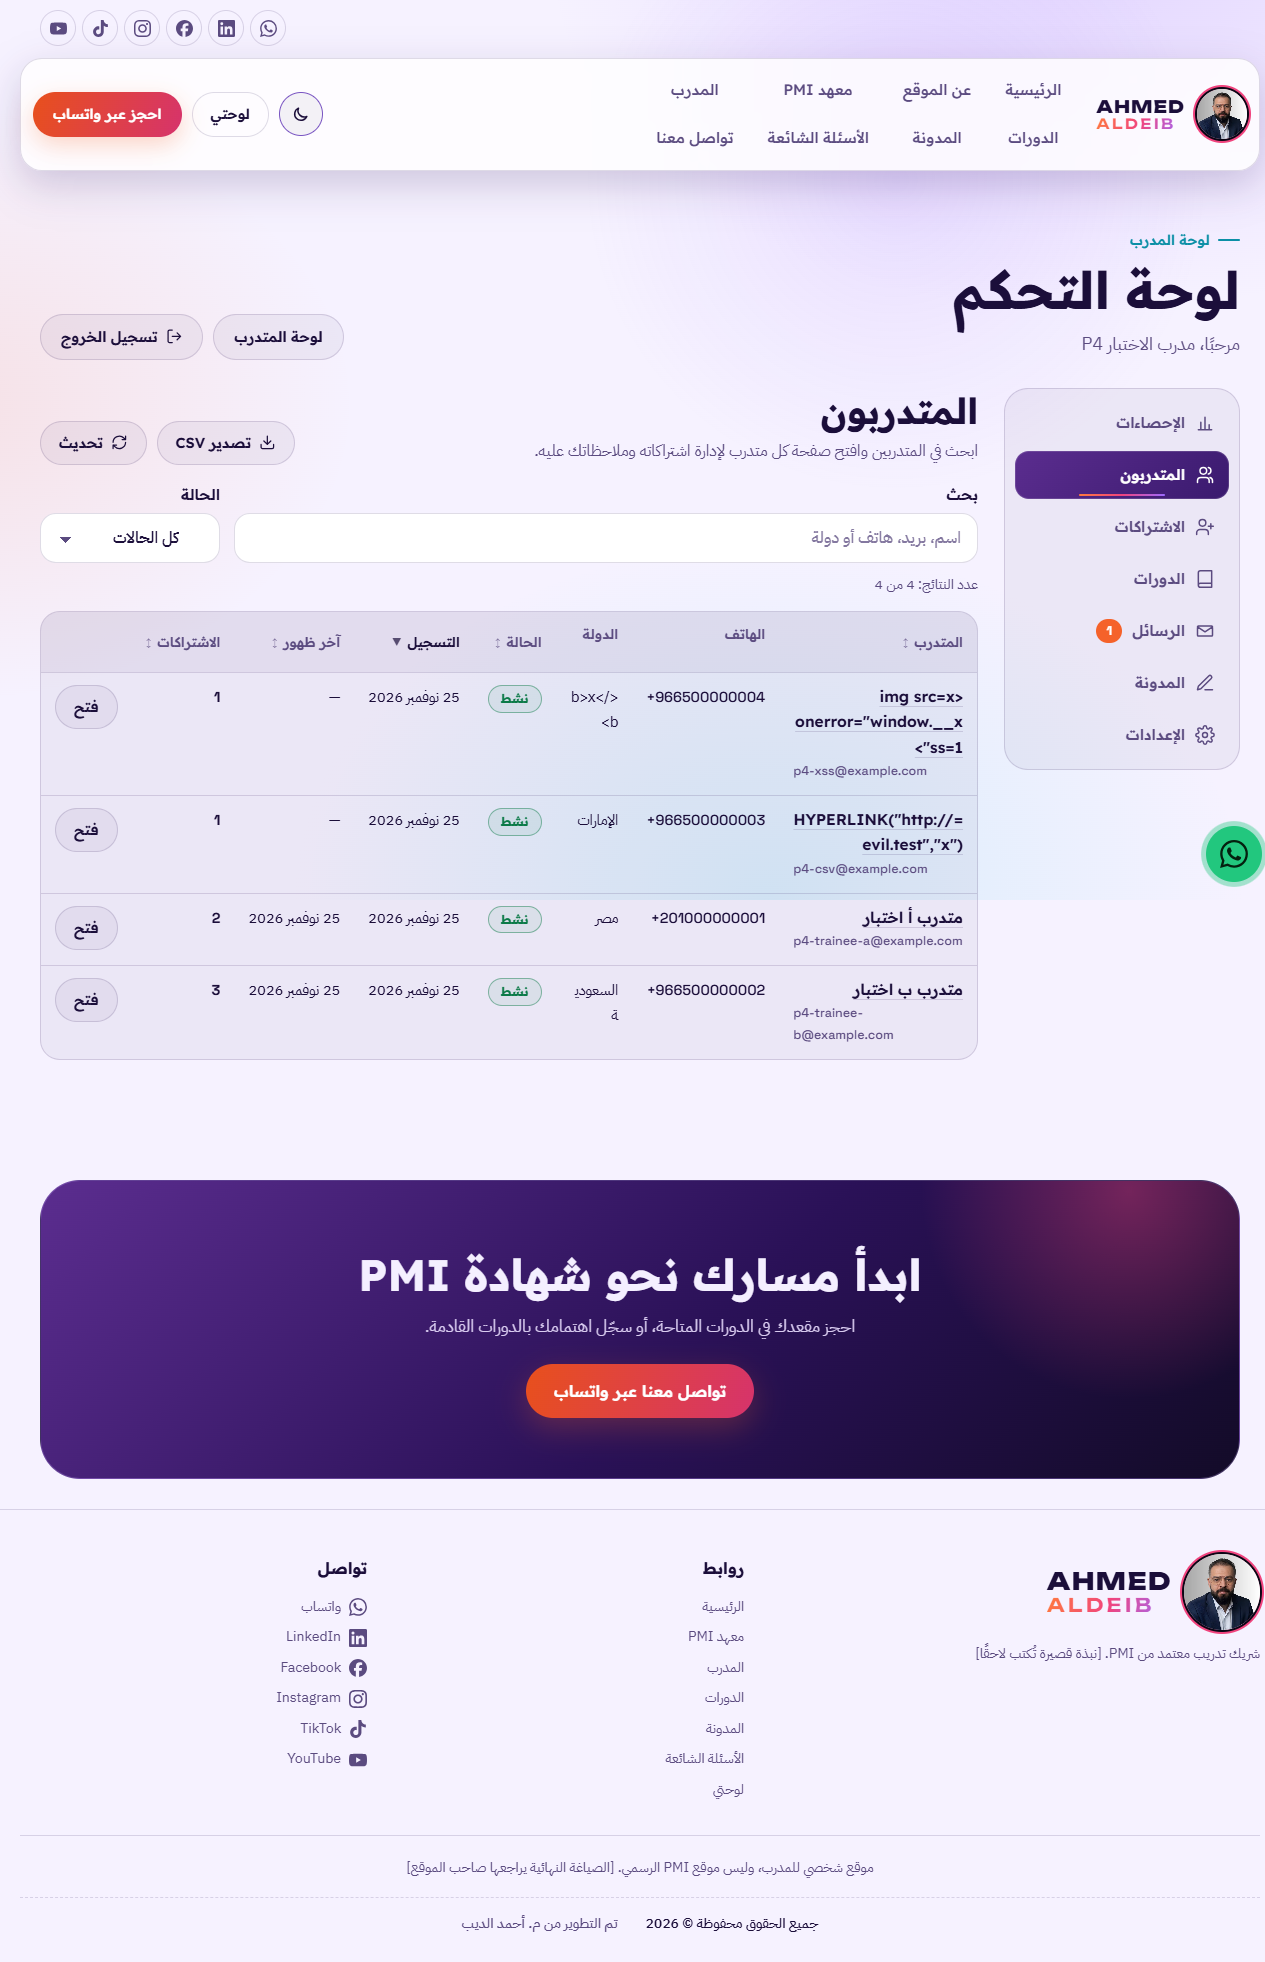 AHMED
ALDEIB
الرئيسية
عن الموقع
معهد PMI
المدرب
الدورات
المدونة
الأسئلة الشائعة
تواصل معنا
لوحتي
احجز عبر واتساب
لوحة المدرب
لوحة التحكم
مرحبًا، مدرب الاختبار P4
لوحة المتدرب
تسجيل الخروج
الإحصاءات
المتدربون
الاشتراكات
الدورات
الرسائل 1
المدونة
الإعدادات
المتدربون
ابحث في المتدربين وافتح صفحة كل متدرب لإدارة اشتراكاته وملاحظاتك عليه.
تصدير CSV
تحديث
بحث
الحالة
اسم، بريد، هاتف أو دولة
كل الحالات
عدد النتائج: 4 من 4
المتدرب ↕ الهاتف الدولة الحالة ↕ التسجيل ▼ آخر ظهور ↕ الاشتراكات ↕
<img src=x
onerror="window.__x
ss=1">
p4-xss@example.com
+966500000004
<b>x</
b>
نشط
25 نوفمبر 2026
—
1
فتح
=HYPERLINK("http://
evil.test","x")
p4-csv@example.com
+966500000003
الإمارات
نشط
25 نوفمبر 2026
—
1
فتح
متدرب أ اختبار
p4-trainee-a@example.com
+201000000001
مصر
نشط
25 نوفمبر 2026
25 نوفمبر 2026
2
فتح
متدرب ب اختبار
p4-trainee-
b@example.com
+966500000002
السعودي
ة
نشط
25 نوفمبر 2026
25 نوفمبر 2026
3
فتح
ابدأ مسارك نحو شهادة PMI
احجز مقعدك في الدورات المتاحة، أو سجّل اهتمامك بالدورات القادمة.
تواصل معنا عبر واتساب
AHMED
ALDEIB
شريك تدريب معتمد من PMI. [نبذة قصيرة تُكتب لاحقًا]
روابط
الرئيسية
معهد PMI
المدرب
الدورات
المدونة
الأسئلة الشائعة
لوحتي
تواصل
واتساب
LinkedIn
Facebook
Instagram
TikTok
YouTube
موقع شخصي للمدرب، وليس موقع PMI الرسمي. [الصياغة النهائية يراجعها صاحب الموقع]
جميع الحقوق محفوظة © 2026
تم التطوير من م. أحمد الديب